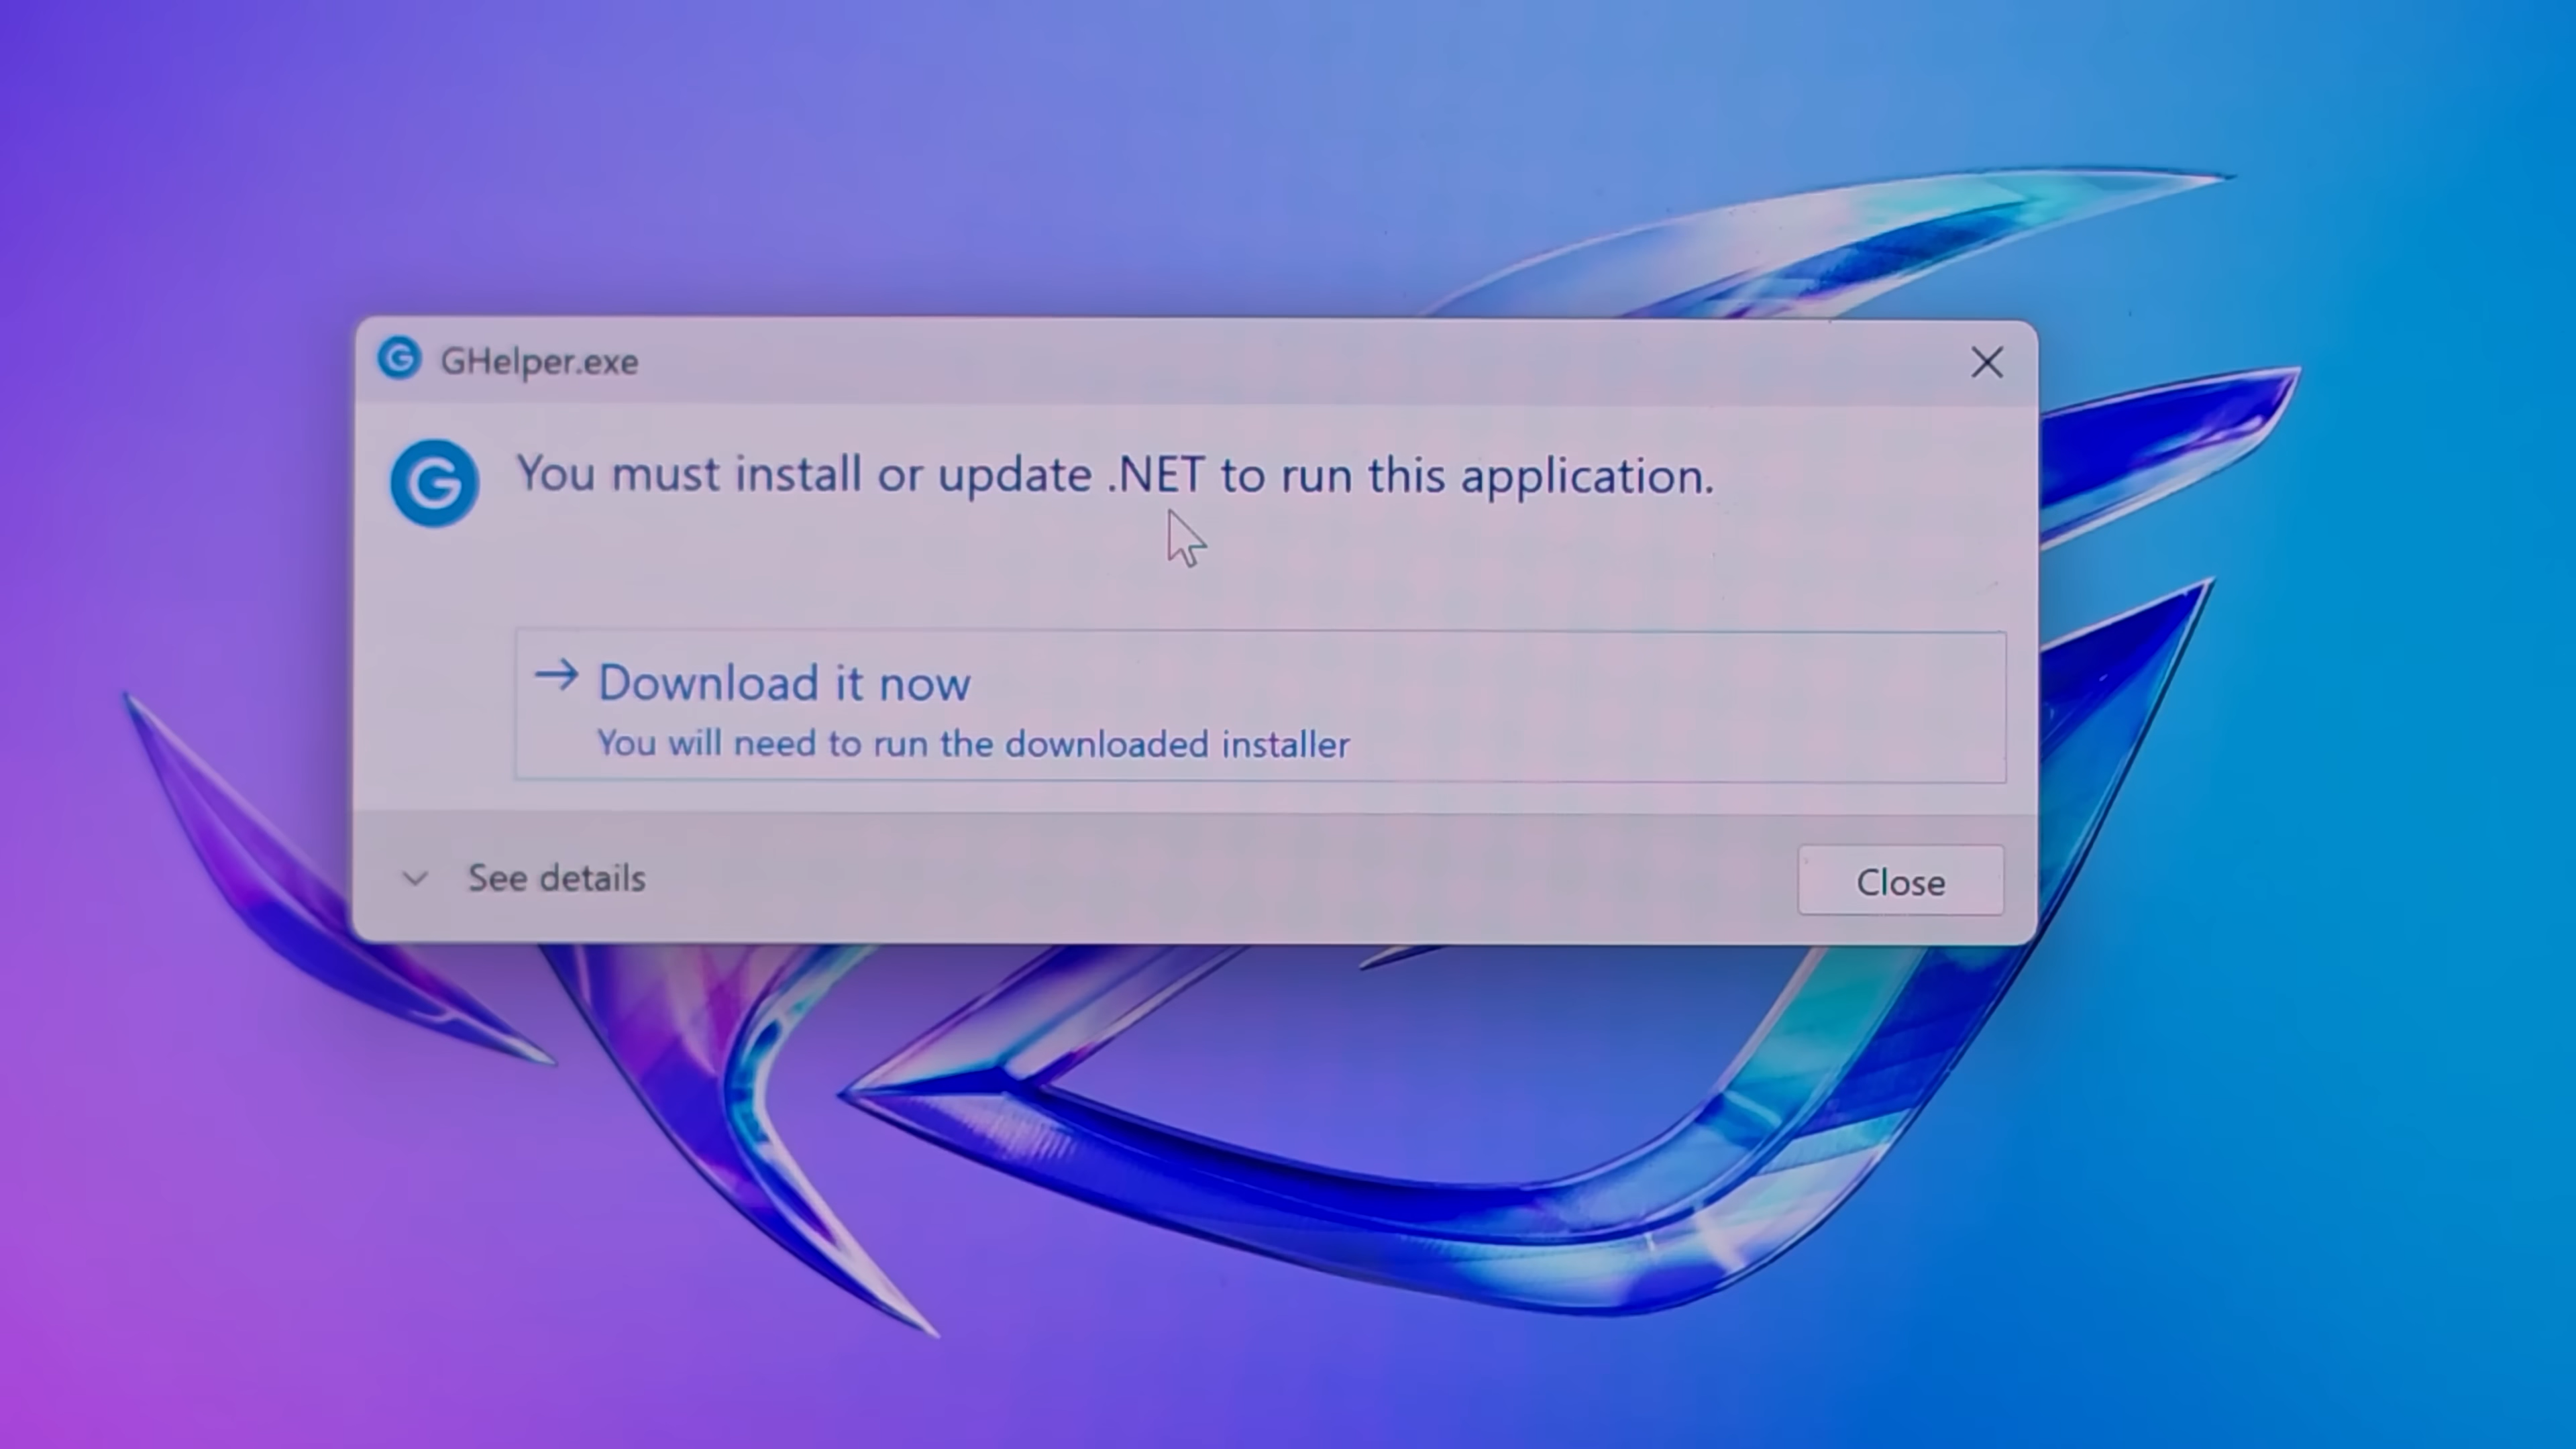 GHelper.exe
You must install or update .NET to run this application.
Download it now
You will need to run the downloaded installer
See details
Close